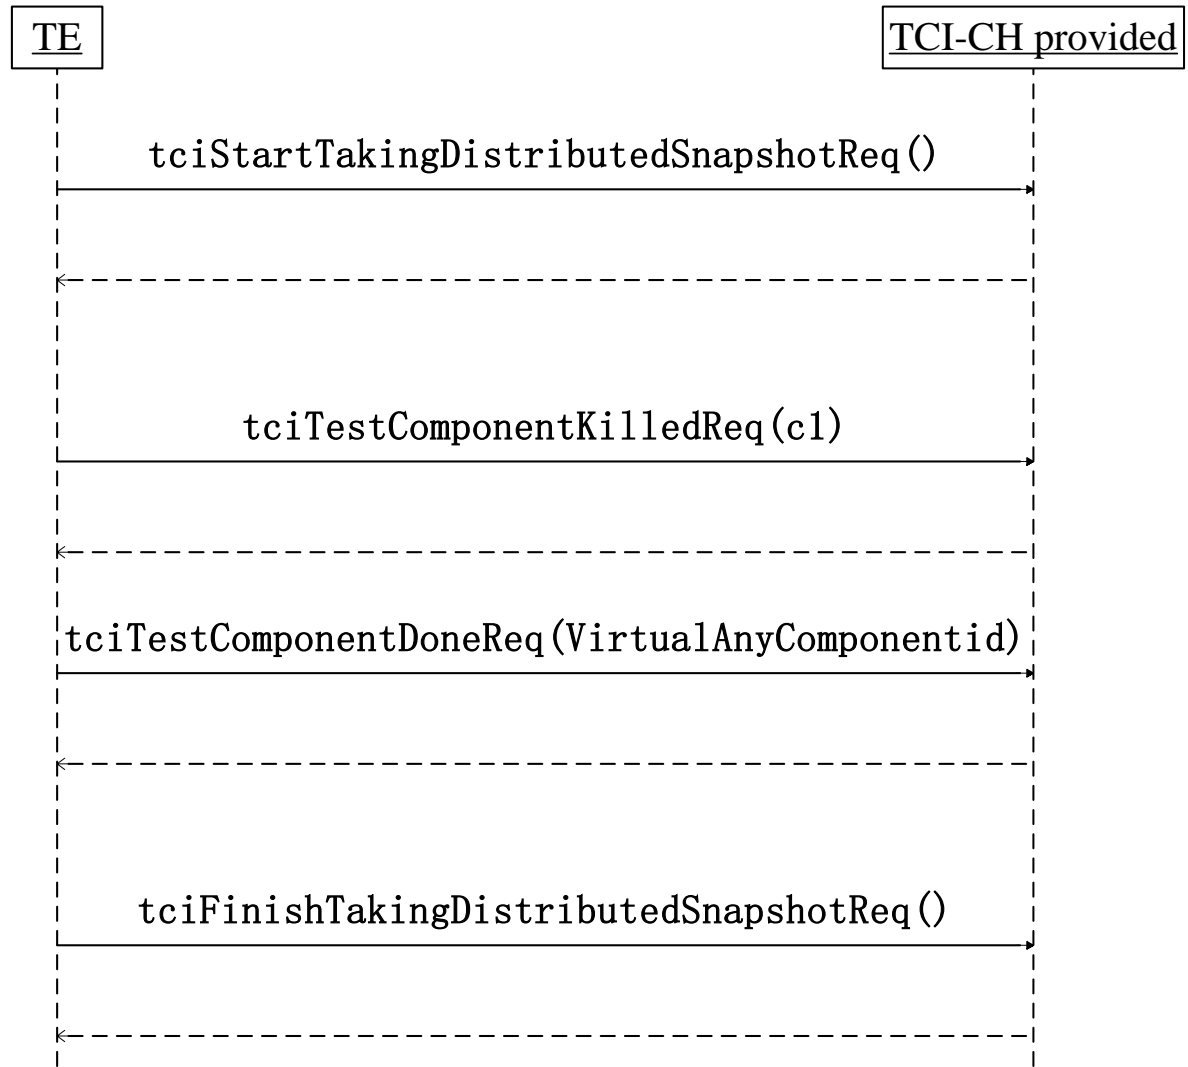 TE
TCI-CH provided
tciStartTakingDistributedSnapshotReq()
tciTestComponentKilledReq(c1)
tciTestComponentDoneReq(VirtualAnyComponentid)
tciFinishTakingDistributedSnapshotReq()